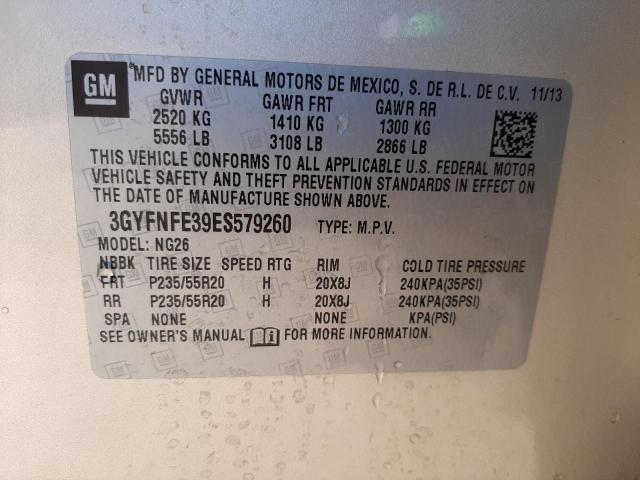 GM
MFD BY GENERAL MOTORS DE MEXICO, S. DE R.L. DE C.V. 11/13
GVWR GAWR FRT GAWR RR
2520 KG 1410 KG 1300 KG
5556 LB 3108 LB 2866 LB
THIS VEHICLE CONFORMS TO ALL APPLICABLE U.S. FEDERAL MOTOR
VEHICLE SAFETY AND THEFT PREVENTION STANDARDS IN EFFECT ON
THE DATE OF MANUFACTURE SHOWN ABOVE.
3GYFNFE39ES579260 TYPE: M.P.V.
MODEL: NG26
NBBK TIRE SIZE SPEED RTG RIM COLD TIRE PRESSURE
FRT P235/55R20 H 20X8J 240KPA(35PSI)
RR P235/55R20 H 20X8J 240KPA(35PSI)
SPA NONE NONE KPA(PSI)
SEE OWNER'S MANUAL FOR MORE INFORMATION.